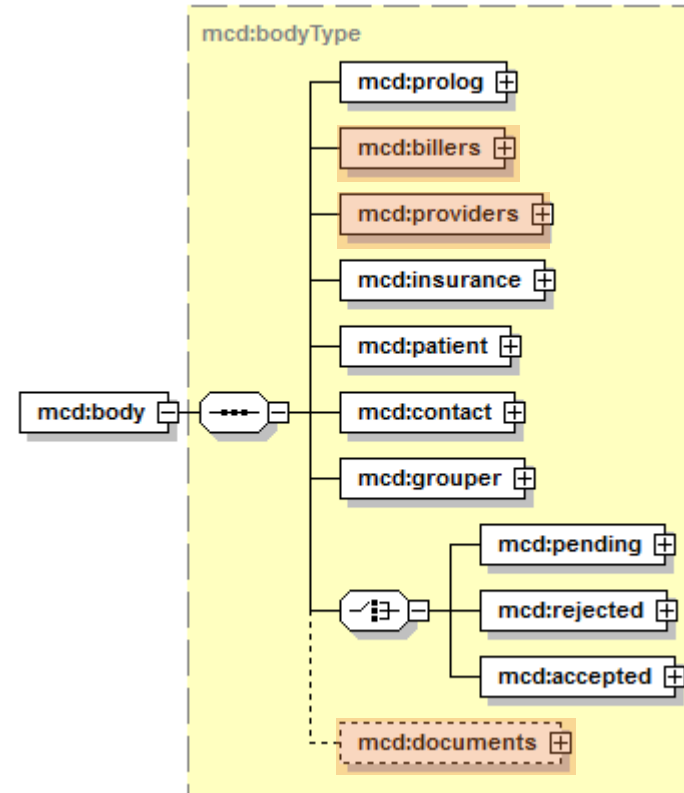 mcd:bodyType
mcd:prolog
mcd:billers
mcd:providers
mcd:insurance
mcd:patient
mcd:body
mcd:contact
mcd:grouper
mcd:pending
mcd:rejected
mcd:accepted
mcd:documents